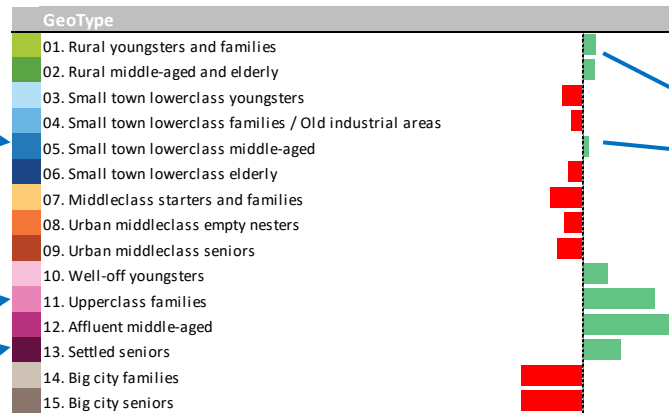 GeoType
01. Rural youngsters and families
02. Rural middle-aged and elderly
03. Small town lowerclass youngsters
04. Small town lowerclass families / Old industrial areas
05. Small town lowerclass middle-aged
06. Small town lowerclass elderly
07. Middleclass starters and families
08. Urban middleclass empty nesters
09. Urban middleclass seniors
10. Well-off youngsters
11. Upperclass families
12. Affluent middle-aged
13. Settled seniors
14. Big city families
15. Big city seniors